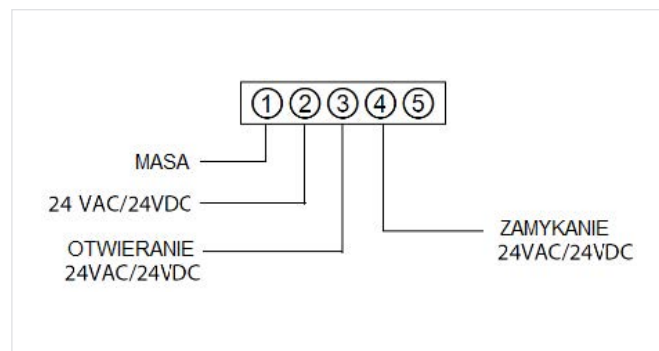 1 2 3 4 5
MASA
24 VAC/24VDC
OTWIERANIE
24VAC/24VDC
ZAMYKANIE
24VAC/24VDC